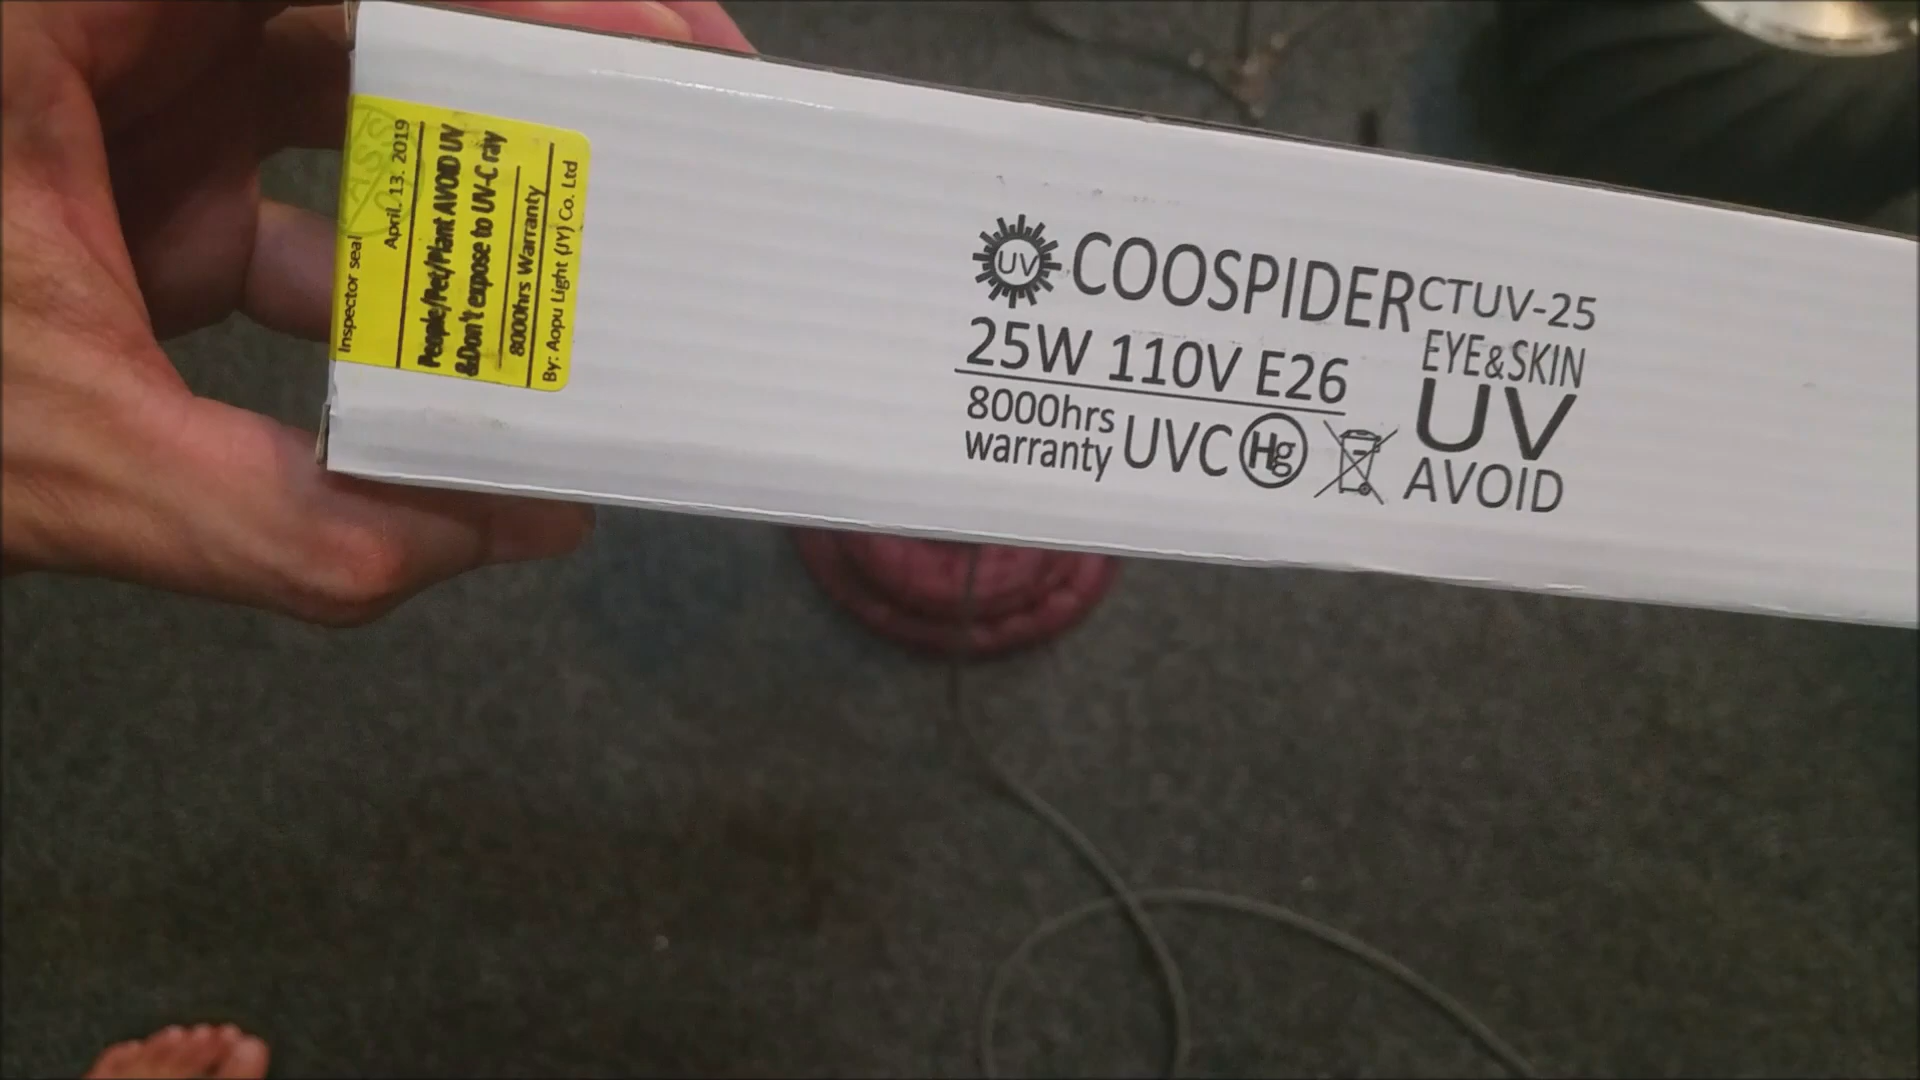 Inspector seal
April. 13. 2019
People/Pet/Plant AVOID UV
&Don't expose to UV-C ray
8000hrs Warranty
By: Aopu Light (JY) Co. Ltd
UV
COOSPIDER CTUV-25
25W 110V E26
EYE&SKIN
UV
AVOID
8000hrs
warranty
UVC
Hg